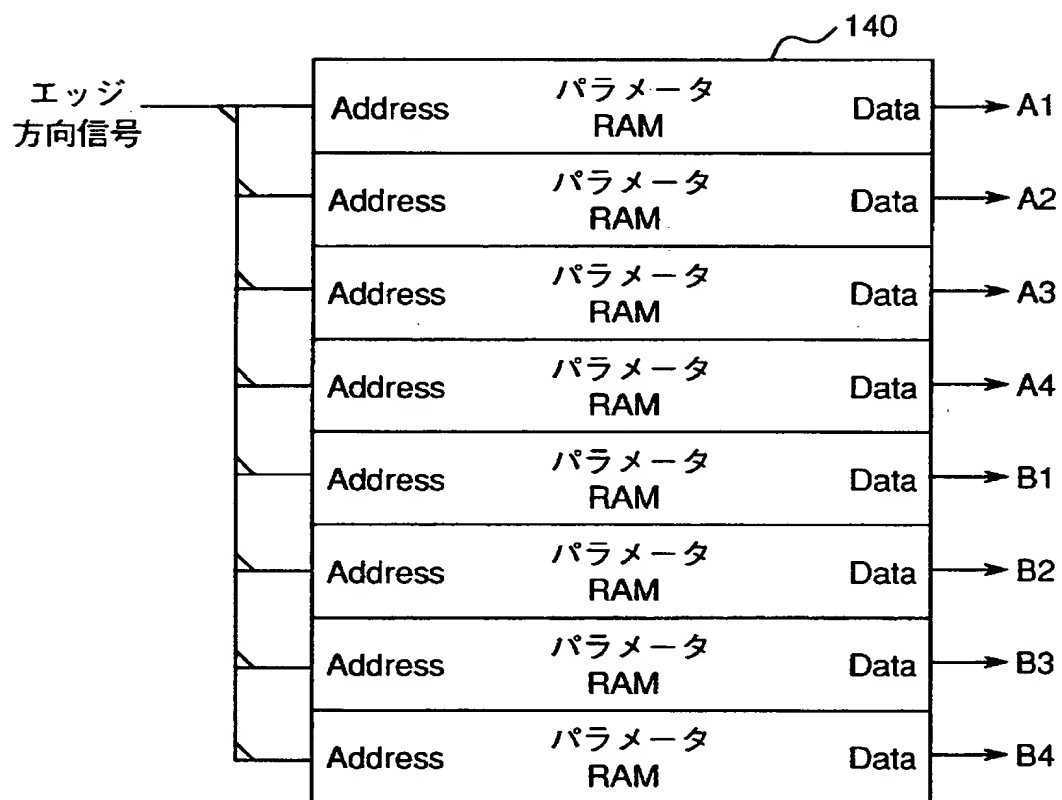 140
エッジ
方向信号
Address パラメータ RAM Data A1
Address パラメータ RAM Data A2
Address パラメータ RAM Data A3
Address パラメータ RAM Data A4
Address パラメータ RAM Data B1
Address パラメータ RAM Data B2
Address パラメータ RAM Data B3
Address パラメータ RAM Data B4